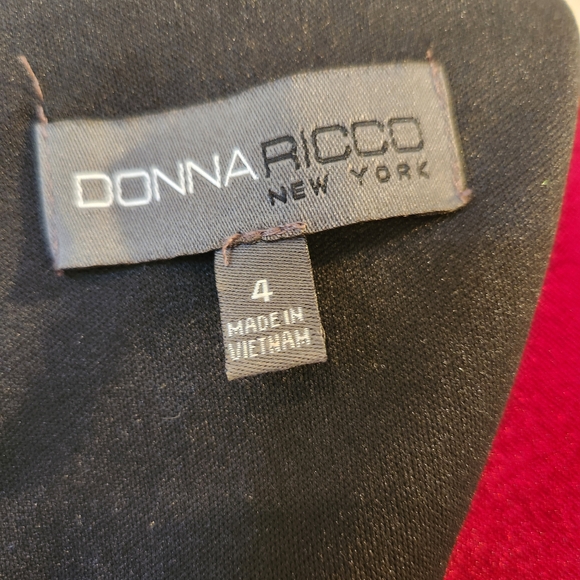 DONNA RICCO
NEW YORK
4
MADE IN
VIETNAM